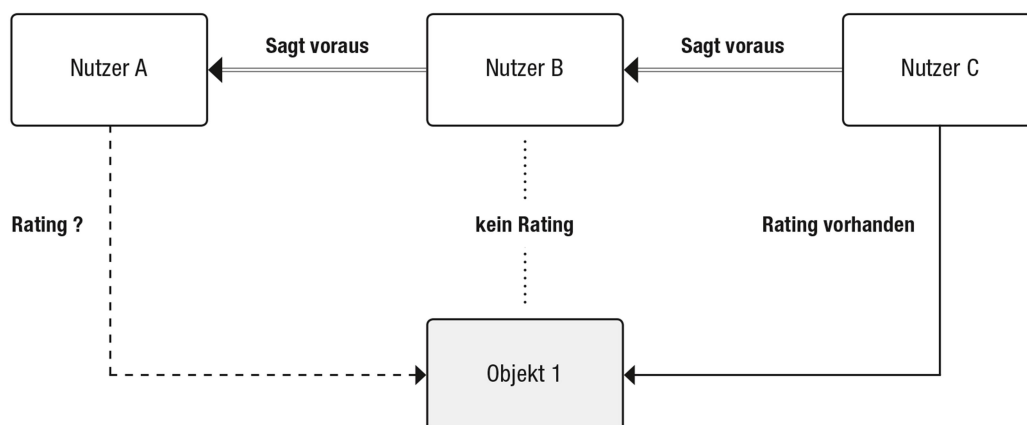 Sagt voraus
Sagt voraus
Nutzer A
Nutzer B
Nutzer C
Rating ?
kein Rating
Rating vorhanden
Objekt 1